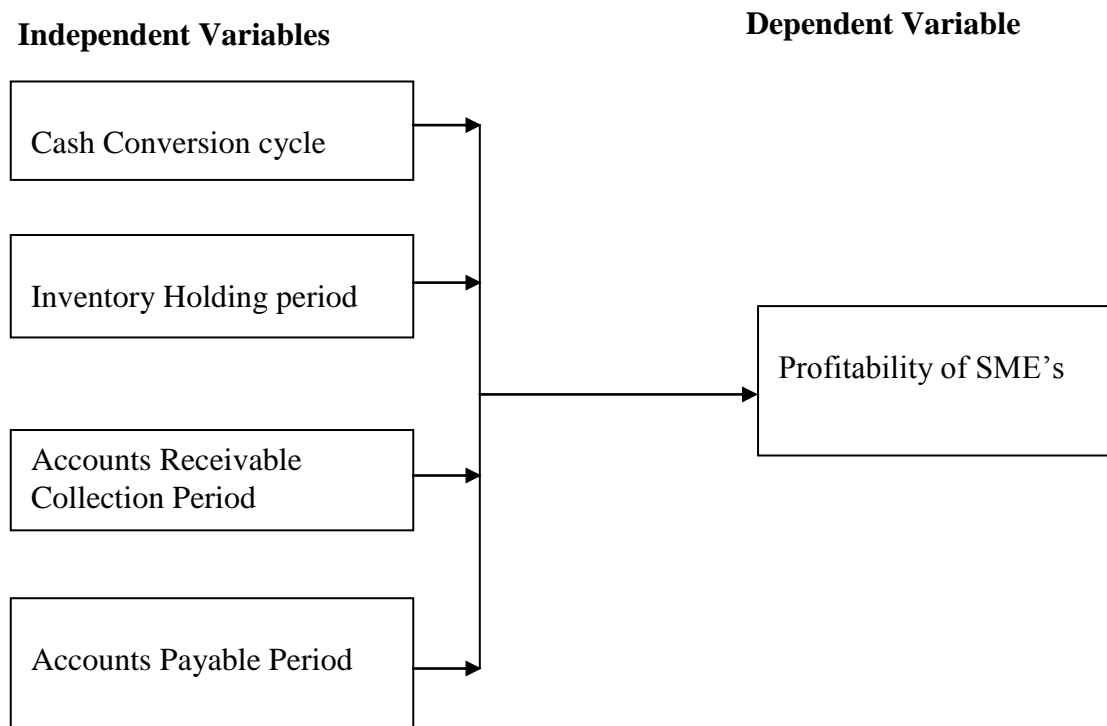 Independent Variables
Dependent Variable
Cash Conversion cycle
Inventory Holding period
Profitability of SME’s
Accounts Receivable
Collection Period
Accounts Payable Period